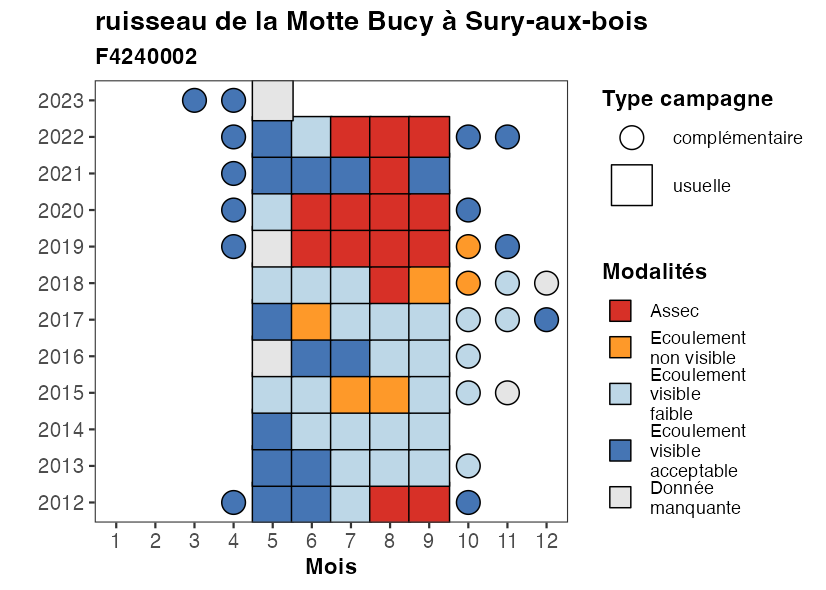 ruisseau de la Motte Bucy à Sury-aux-bois
F4240002
2023
2022
2021
2020
2019
2018
2017
2016
2015
2014
2013
2012
1 2 3 4 5 6 7 8 9 10 11 12
Mois
Type campagne
complémentaire
usuelle
Modalités
Assec
Ecoulement
non visible
Ecoulement
visible
faible
Ecoulement
visible
acceptable
Donnée
manquante